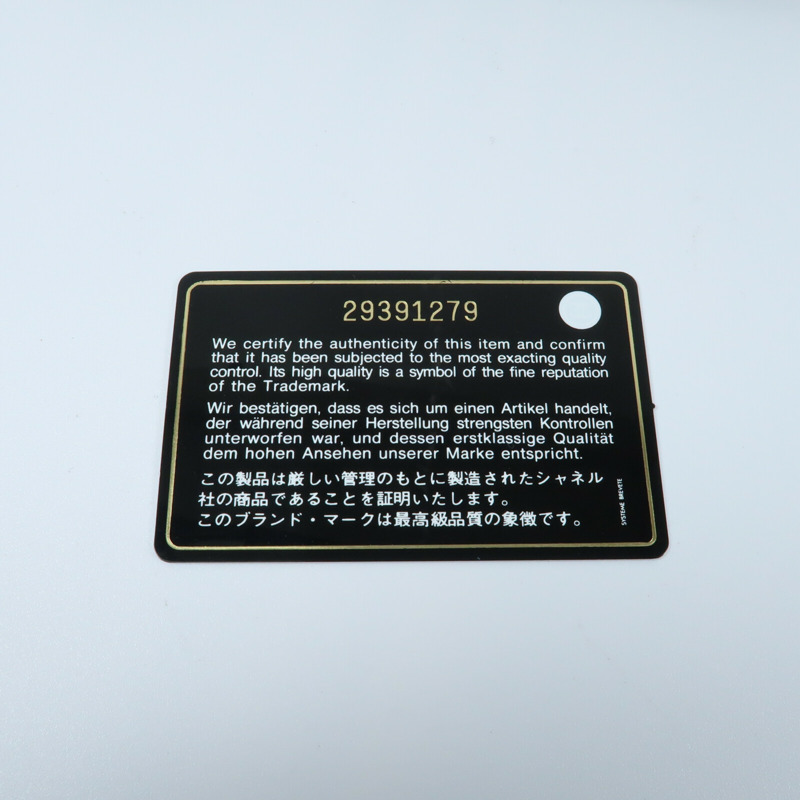 29391279
We certify the authenticity of this item and confirm
that it has been subjected to the most exacting quality
control. Its high quality is a symbol of the fine reputation
of the Trademark.
Wir bestätigen, dass es sich um einen Artikel handelt,
der während seiner Herstellung strengsten Kontrollen
unterworfen war, und dessen erstklassige Qualität
dem hohen Ansehen unserer Marke entspricht.
この製品は厳しい管理のもとに製造されたシャネル
社の商品であることを証明いたします。
このブランド・マークは最高級品質の象徴です。
SYSTEME BREVETE